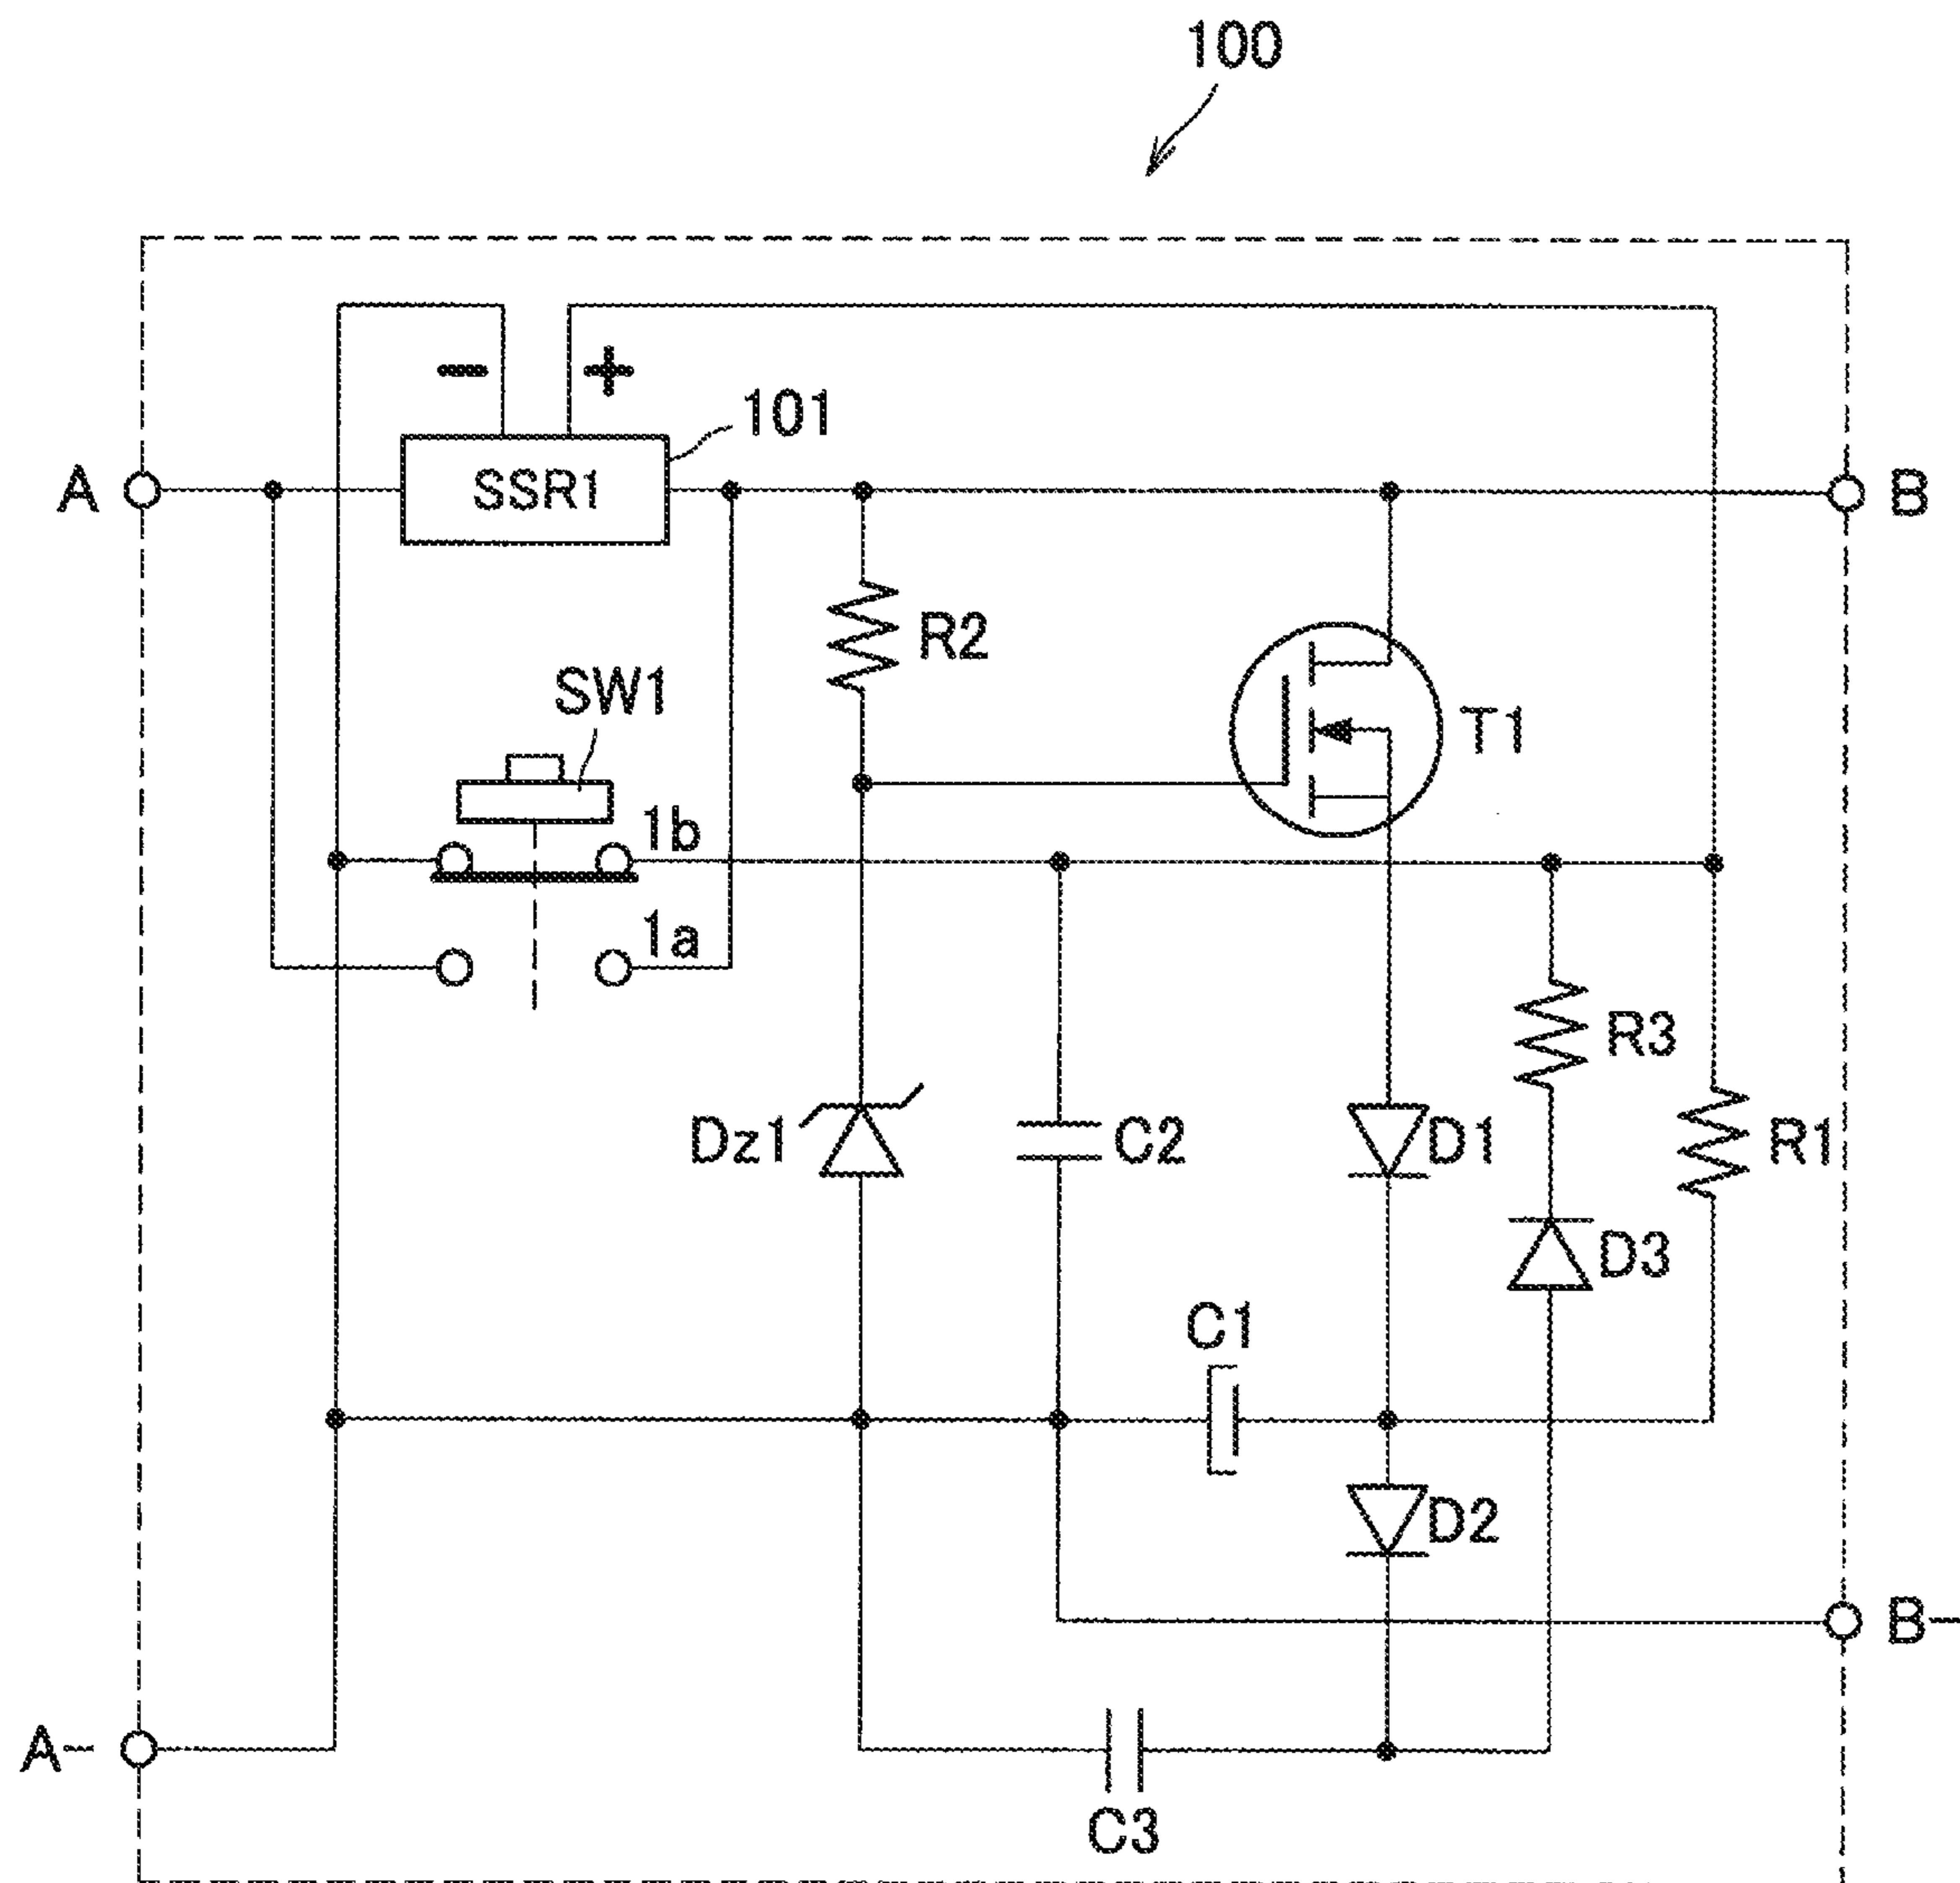 100
− +
101
A SSR1 B
R2
SW1
T1
1b
1a
R3
Dz1 C2 D1 R1
D3
C1
D2
B−
A−
C3